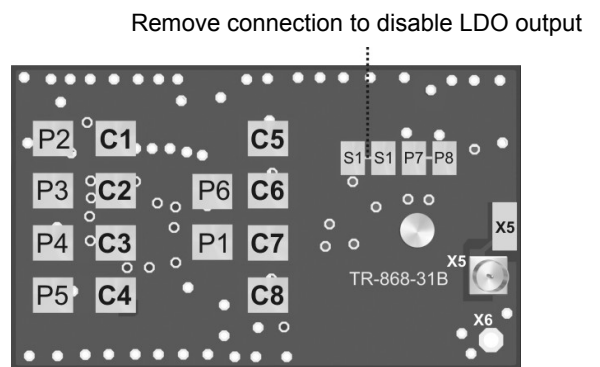 Remove connection to disable LDO output
P2 C1 C5
S1 S1 P7 P8
P3 C2 P6 C6
X5
P4 C3 P1 C7
X5
TR-868-31B
P5 C4 C8
X6